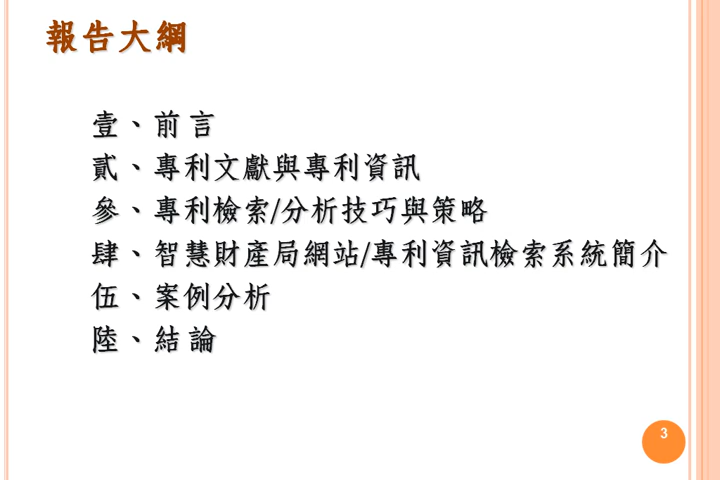 報告大綱
壹、前 言
貳、專利文獻與專利資訊
參、專利檢索/分析技巧與策略
肆、智慧財產局網站/專利資訊檢索系統簡介
伍、案例分析
陸、結 論
3